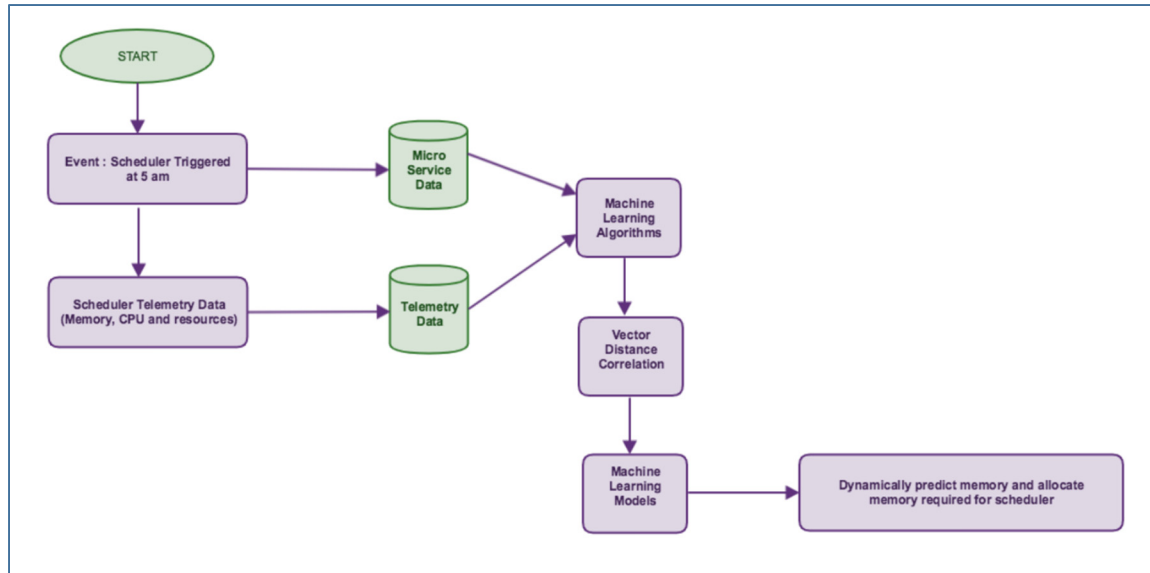 START
Event : Scheduler Triggered
at 5 am
Micro
Service
Data
Machine
Learning
Algorithms
Scheduler Telemetry Data
(Memory, CPU and resources)
Telemetry
Data
Vector
Distance
Correlation
Machine
Learning
Models
Dynamically predict memory and allocate
memory required for scheduler